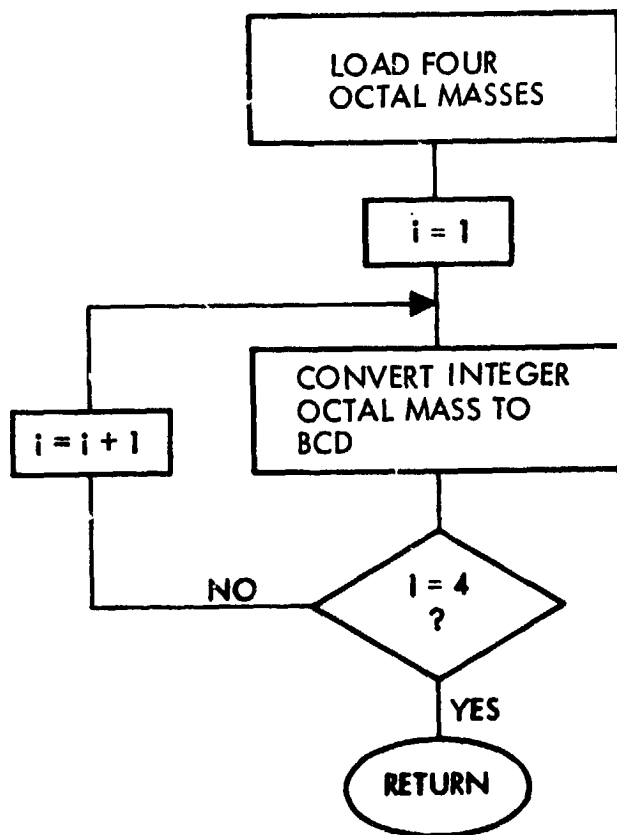 LOAD FOUR
OCTAL MASSES
i = 1
CONVERT INTEGER
OCTAL MASS TO
BCD
i = i + 1
I = 4
?
NO
YES
RETURN